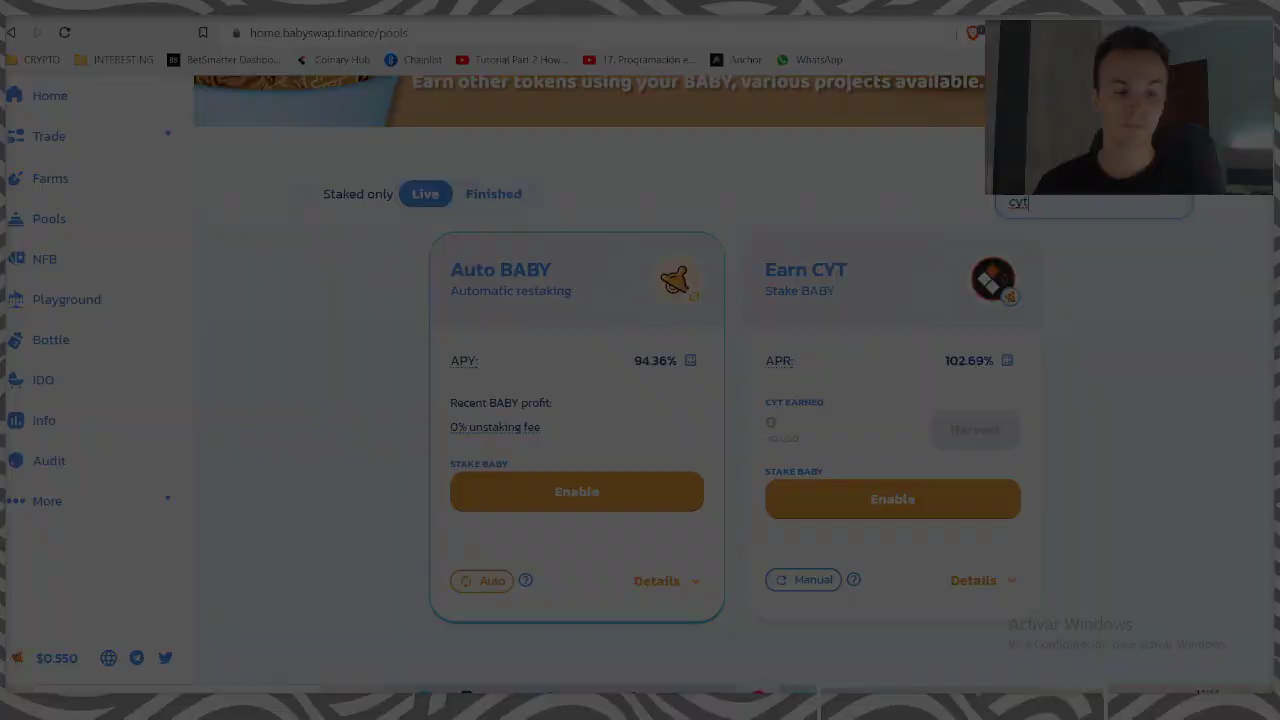 home.babyswap.finance/pools
CRYPTO
INTERESTING
BetSmarter Dashbo...
Coinary Hub
Chainlist
Tutorial Part 2 How ...
17. Programación e...
Anchor
WhatsApp
Earn other tokens using your BABY, various projects available.
Home
Trade
Farms
Pools
NFB
Playground
Bottle
IDO
Info
Audit
More
$0.550
Staked only
Live
Finished
cyt
Auto BABY
Automatic restaking
APY:
94.36%
Recent BABY profit:
0% unstaking fee
STAKE BABY
Enable
Auto
Details
Earn CYT
Stake BABY
APR:
102.69%
CYT EARNED
0
~0 USD
Harvest
STAKE BABY
Enable
Manual
Details
Activar Windows